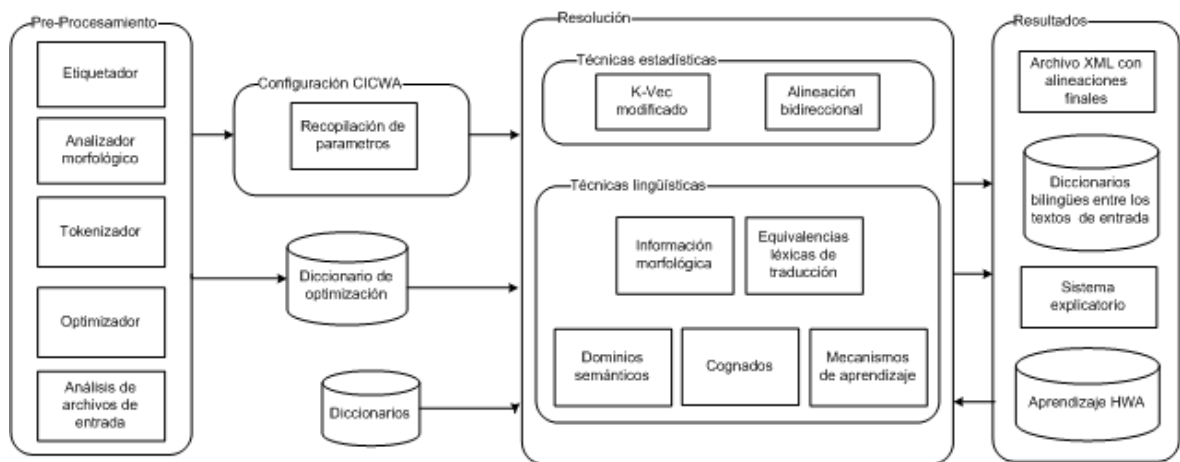 Pre-Procesamiento
Etiquetador
Analizador
morfológico
Tokenizador
Optimizador
Análisis de
archivos de
entrada
Configuración CICWA
Recopilación de
parametros
Diccionario de
optimización
Diccionarios
Resolución
Técnicas estadísticas
K-Vec
modificado
Alineación
bidireccional
Técnicas lingüísticas
Información
morfológica
Equivalencias
léxicas de
traducción
Dominios
semánticos
Cognados
Mecanismos
de aprendizaje
Resultados
Archivo XML con
alineaciones
finales
Diccionarios
bilingües entre los
textos de entrada
Sistema
explicatorio
Aprendizaje HWA